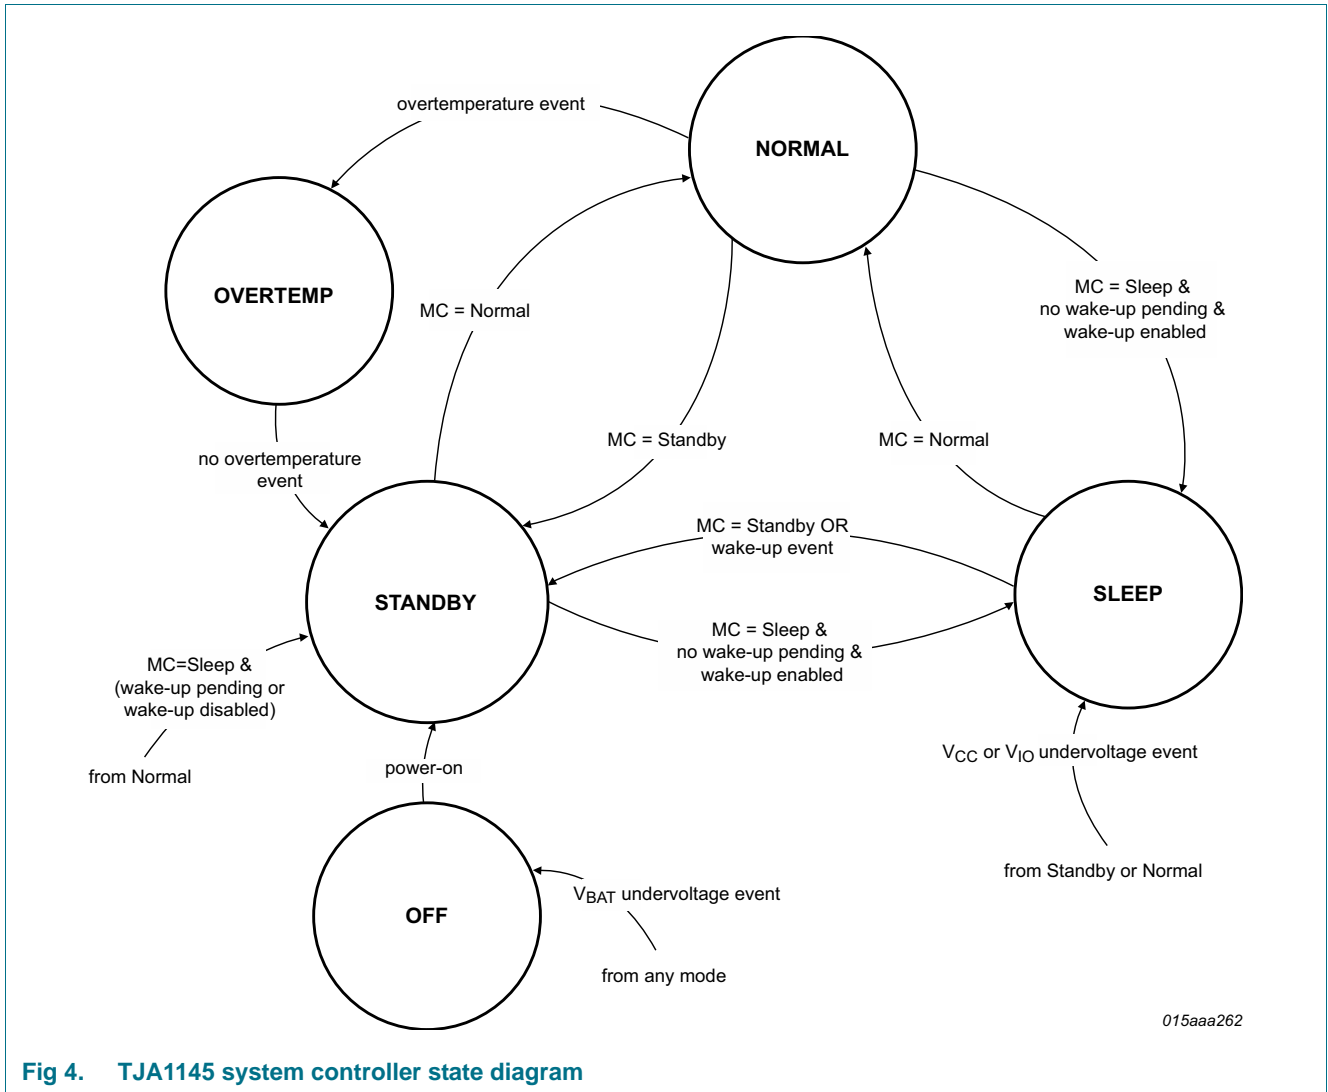 overtemperature event
NORMAL
OVERTEMP
MC = Normal
MC = Sleep &
no wake-up pending &
wake-up enabled
MC = Standby
MC = Normal
no overtemperature
event
MC = Standby OR
wake-up event
STANDBY
SLEEP
MC = Sleep &
no wake-up pending &
wake-up enabled
MC=Sleep &
(wake-up pending or
wake-up disabled)
from Normal
power-on
VCC or VIO undervoltage event
from Standby or Normal
OFF
VBAT undervoltage event
from any mode
015aaa262
Fig 4. TJA1145 system controller state diagram